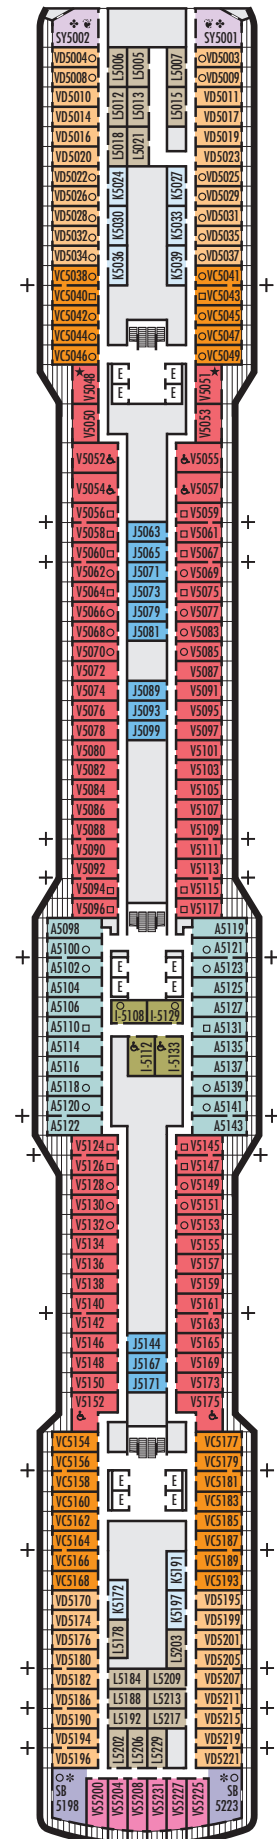 SY5002 SY5001
VD5004 L5006 L5005 L5007 VD5003
VD5008 VD5009
VD5010 L5012 L5013 L5015 VD5011
VD5014 VD5017
VD5016 L5018 L5021 VD5019
VD5020 VD5023
VD5022 K5024 K5027 VD5025
VD5026 VD5029
VD5028 K5030 K5033 VD5031
VD5032 VD5035
VD5034 K5036 K5039 VD5037
VC5038 VC5041
VC5040 VC5043
VC5042 VC5045
VC5044 VC5047
VC5046 VC5049
V5048 E E V5051
V5050 E E V5053
V5052 V5055
V5054 V5057
V5056 V5059
V5058 J5063 V5061
V5060 J5065 V5067
V5062 J5071 V5069
V5064 J5073 V5075
V5066 J5079 V5077
V5068 J5081 V5083
V5070 V5085
V5072 V5087
V5074 J5089 V5091
V5076 J5093 V5095
V5078 J5099 V5097
V5080 V5101
V5082 V5103
V5084 V5105
V5086 V5107
V5088 V5109
V5090 V5111
V5092 V5113
V5094 V5115
V5096 V5117
A5098 A5119
A5100 A5121
A5102 E E A5123
A5104 E E A5125
A5106 I-5108 I-5129 A5127
A5110 A5131
A5114 I-5112 I-5133 A5135
A5116 A5137
A5118 A5139
A5120 A5141
A5122 A5143
V5124 V5145
V5126 V5147
V5128 V5149
V5130 V5151
V5132 V5153
V5134 V5155
V5136 V5157
V5138 V5159
V5140 V5161
V5142 V5163
V5146 J5144 V5165
V5148 J5167 V5169
V5150 J5171 V5173
V5152 V5175
VC5154 VC5177
VC5156 VC5179
VC5158 E E VC5181
VC5160 E E VC5183
VC5162 VC5185
VC5164 VC5187
VC5166 K5191 VC5189
VC5168 K5172 VC5193
VD5170 K5197 VD5195
VD5174 L5178 VD5199
VD5176 L5203 VD5201
VD5180 VD5205
VD5182 L5184 L5209 VD5207
VD5186 L5188 L5213 VD5211
VD5190 L5192 L5217 VD5215
VD5194 L5202 L5206 L5229 VD5219
VD5196 VD5221
SB SB
5198 VS5200 VS5204 VS5208 VS5231 VS5227 VS5225 5223